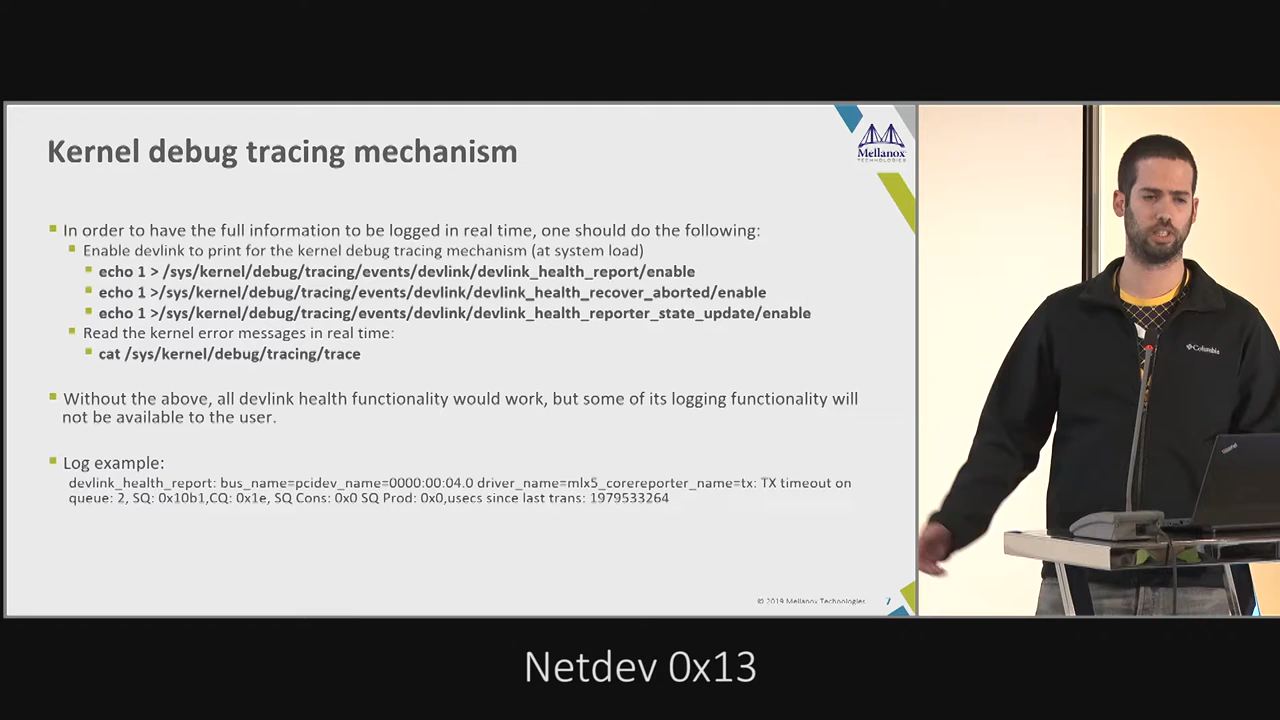 Kernel debug tracing mechanism
Mellanox
TECHNOLOGIES
In order to have the full information to be logged in real time, one should do the following:
Enable devlink to print for the kernel debug tracing mechanism (at system load)
echo 1 > /sys/kernel/debug/tracing/events/devlink/devlink_health_report/enable
echo 1 >/sys/kernel/debug/tracing/events/devlink/devlink_health_recover_aborted/enable
echo 1 >/sys/kernel/debug/tracing/events/devlink/devlink_health_reporter_state_update/enable
Read the kernel error messages in real time:
cat /sys/kernel/debug/tracing/trace
Without the above, all devlink health functionality would work, but some of its logging functionality will
not be available to the user.
Log example:
devlink_health_report: bus_name=pcidev_name=0000:00:04.0 driver_name=mlx5_corereporter_name=tx: TX timeout on
queue: 2, SQ: 0x10b1,CQ: 0x1e, SQ Cons: 0x0 SQ Prod: 0x0,usecs since last trans: 1979533264
© 2019 Mellanox Technologies
7
Columbia
ThinkPad
Netdev 0x13